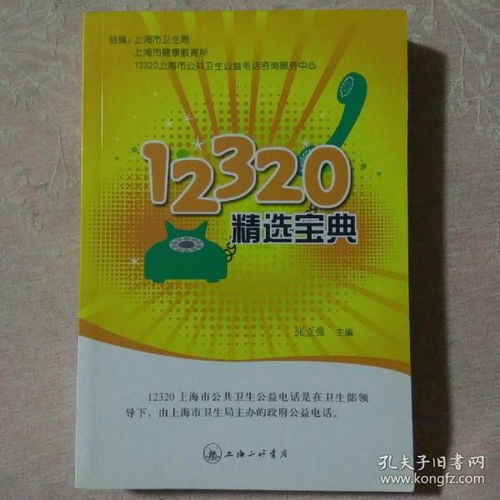 组编：上海市卫生局
上海市健康教育所
12320上海市公共卫生公益电话咨询服务中心
12320
精选宝典
张立强 主编
12320 上海市公共卫生公益电话是在卫生部领
导下，由上海市卫生局主办的政府公益电话。
上海三联书店
孔夫子旧书网
www.kongfz.com